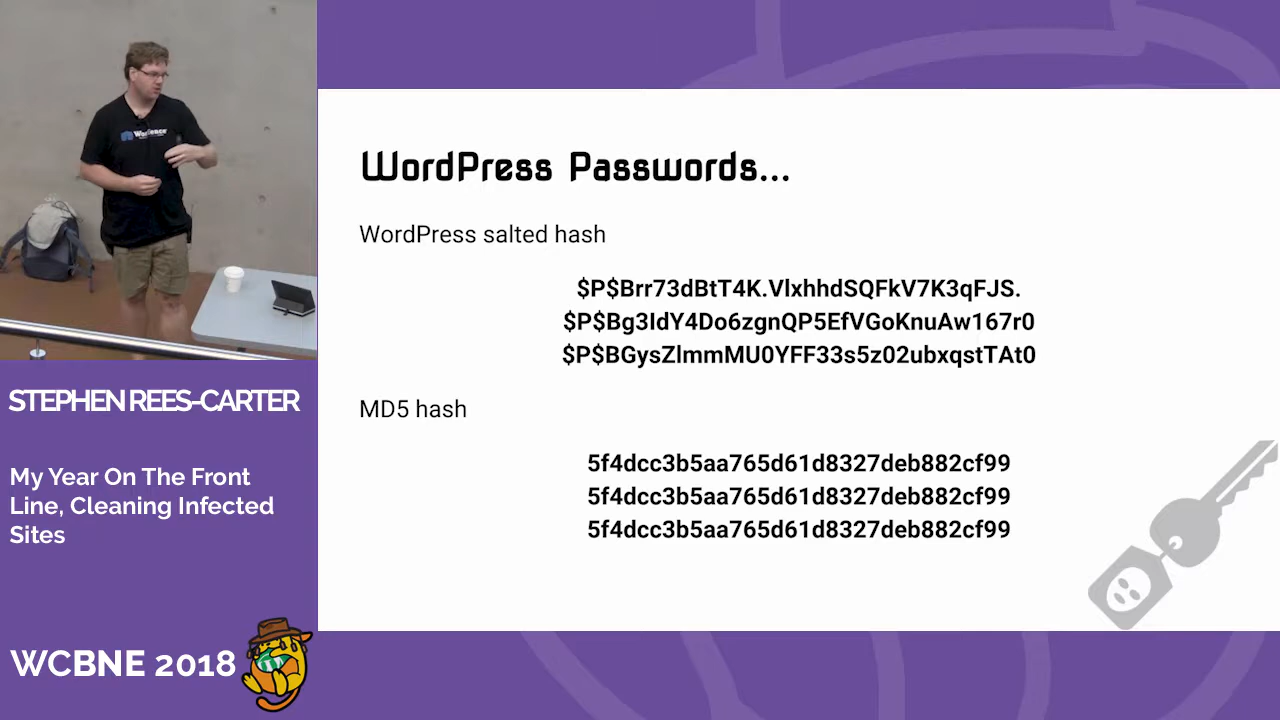 Wordfence
STEPHEN REES-CARTER
My Year On The Front
Line, Cleaning Infected
Sites
WCBNE 2018
WordPress Passwords...
WordPress salted hash
$P$Brr73dBtT4K.VlxhhdSQFkV7K3qFJS.
$P$Bg3IdY4Do6zgnQP5EfVGoKnuAw167r0
$P$BGysZlmmMU0YFF33s5z02ubxqstTAt0
MD5 hash
5f4dcc3b5aa765d61d8327deb882cf99
5f4dcc3b5aa765d61d8327deb882cf99
5f4dcc3b5aa765d61d8327deb882cf99